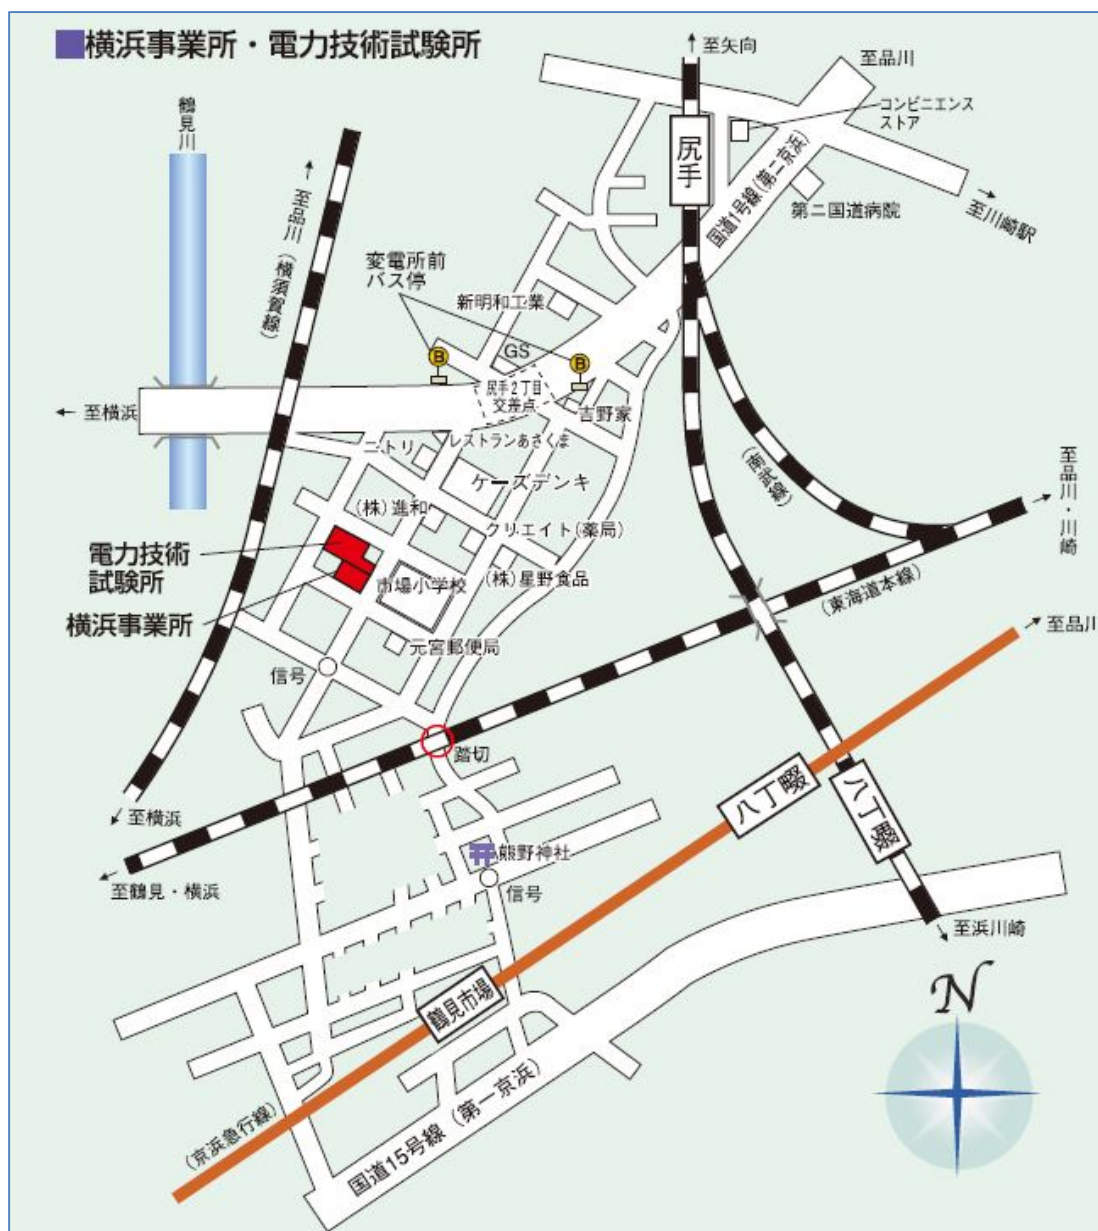 ■横浜事業所・電力技術試験所
至矢向
至品川
コンビニエンス
ストア
鶴見川
尻手
国道1号線(第二京浜)
第二国道病院
至川崎駅
至品川(横須賀線)
変電所前
バス停
新明和工業
GS
B
B
尻手2丁目
交差点
至横浜
吉野家
ニトリ
レストランあさくま
ケーズデンキ
(南武線)
至品川・川崎
(株)進和
クリエイト(薬局)
電力技術
試験所
市場小学校
(株)星野食品
(東海道本線)
横浜事業所
元宮郵便局
至品川
信号
踏切
八丁畷
八丁畷
至横浜
熊野神社
至鶴見・横浜
信号
至浜川崎
N
鶴見市場
国道15号線(第一京浜)
(京浜急行線)